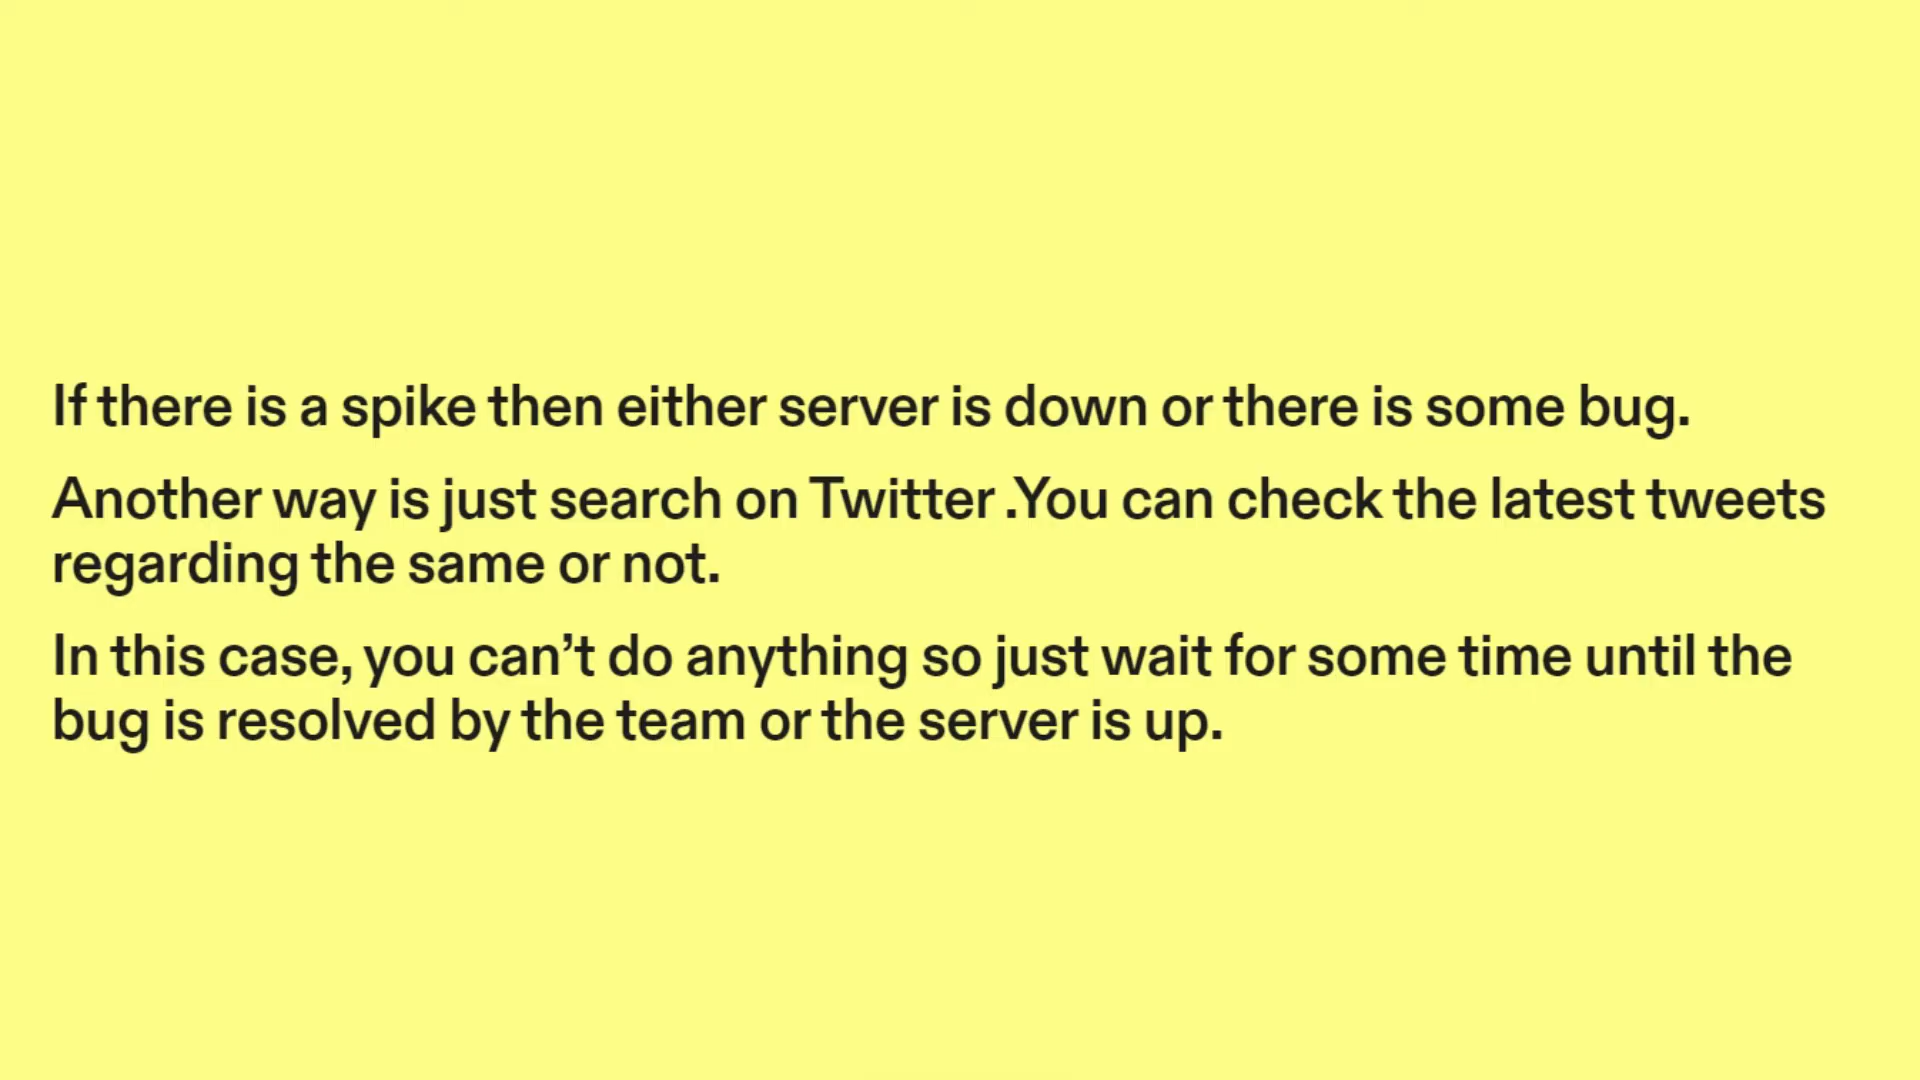 If there is a spike then either server is down or there is some bug.
Another way is just search on Twitter .You can check the latest tweets
regarding the same or not.
In this case, you can’t do anything so just wait for some time until the
bug is resolved by the team or the server is up.